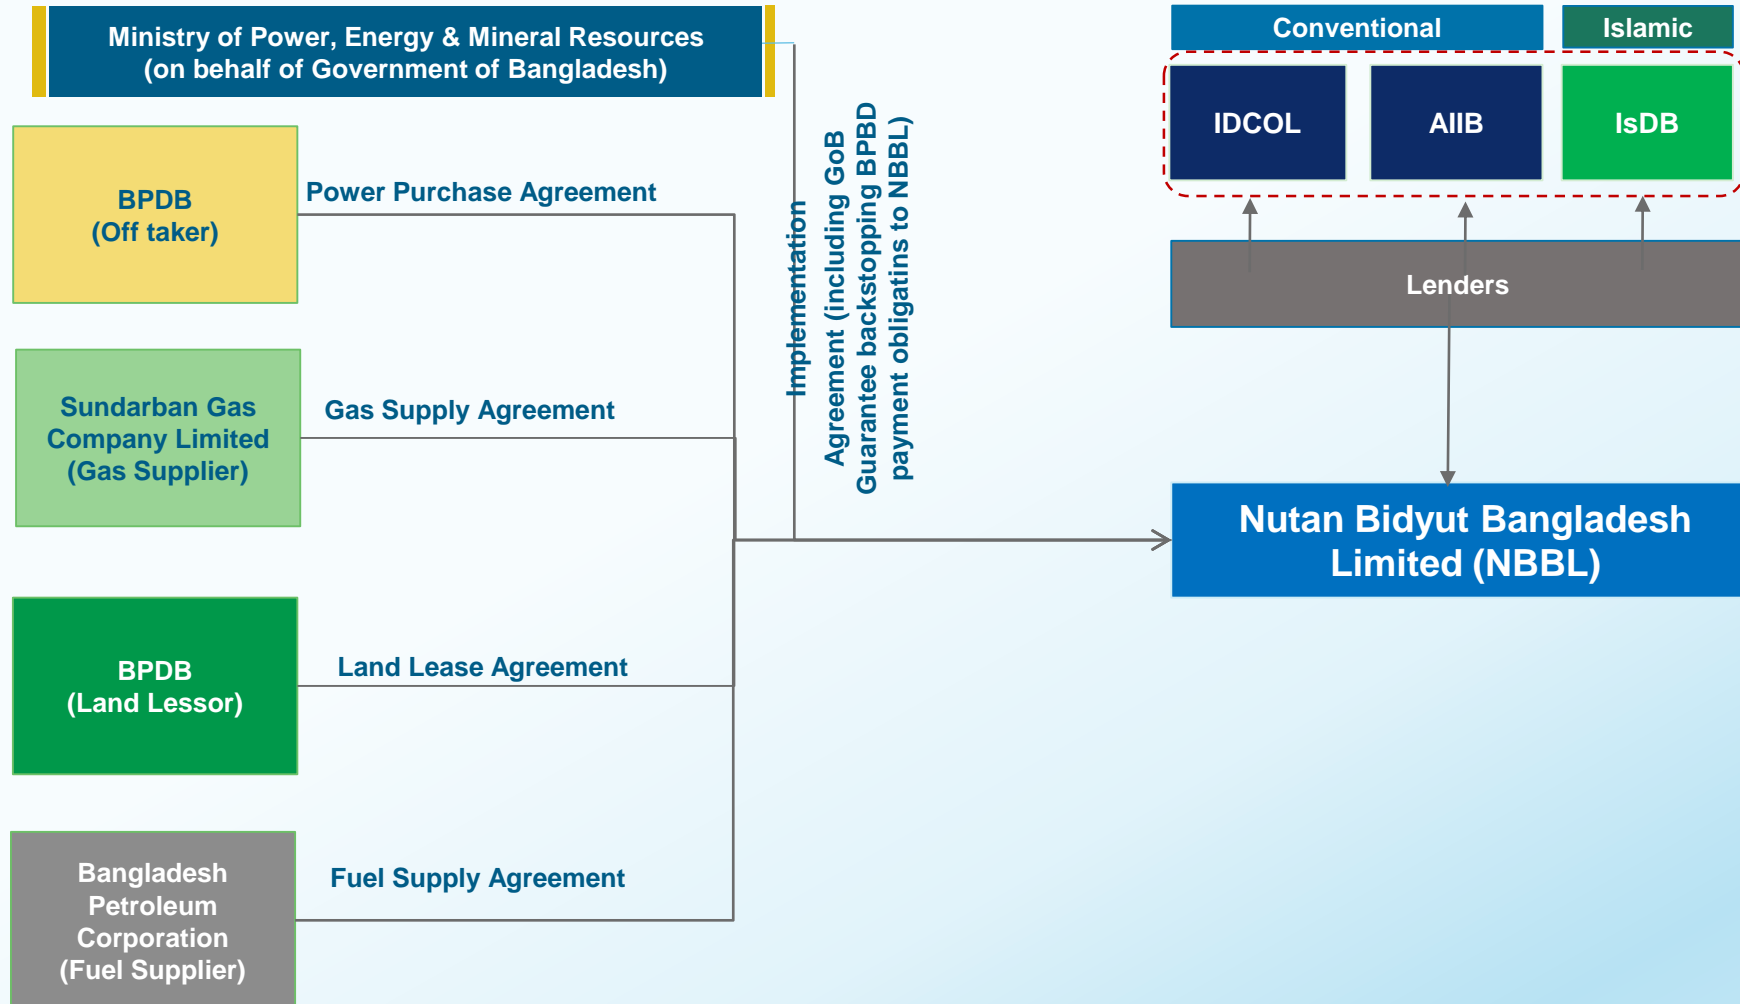 Ministry of Power, Energy & Mineral Resources
(on behalf of Government of Bangladesh)
Conventional
Islamic
IDCOL
AIIB
IsDB
BPDB
(Off taker)
Power Purchase Agreement
Implementation
Agreement (including GoB
Guarantee backstopping BPBD
payment obligatins to NBBL)
Lenders
Sundarban Gas
Company Limited
(Gas Supplier)
Gas Supply Agreement
Nutan Bidyut Bangladesh
Limited (NBBL)
BPDB
(Land Lessor)
Land Lease Agreement
Bangladesh
Petroleum
Corporation
(Fuel Supplier)
Fuel Supply Agreement